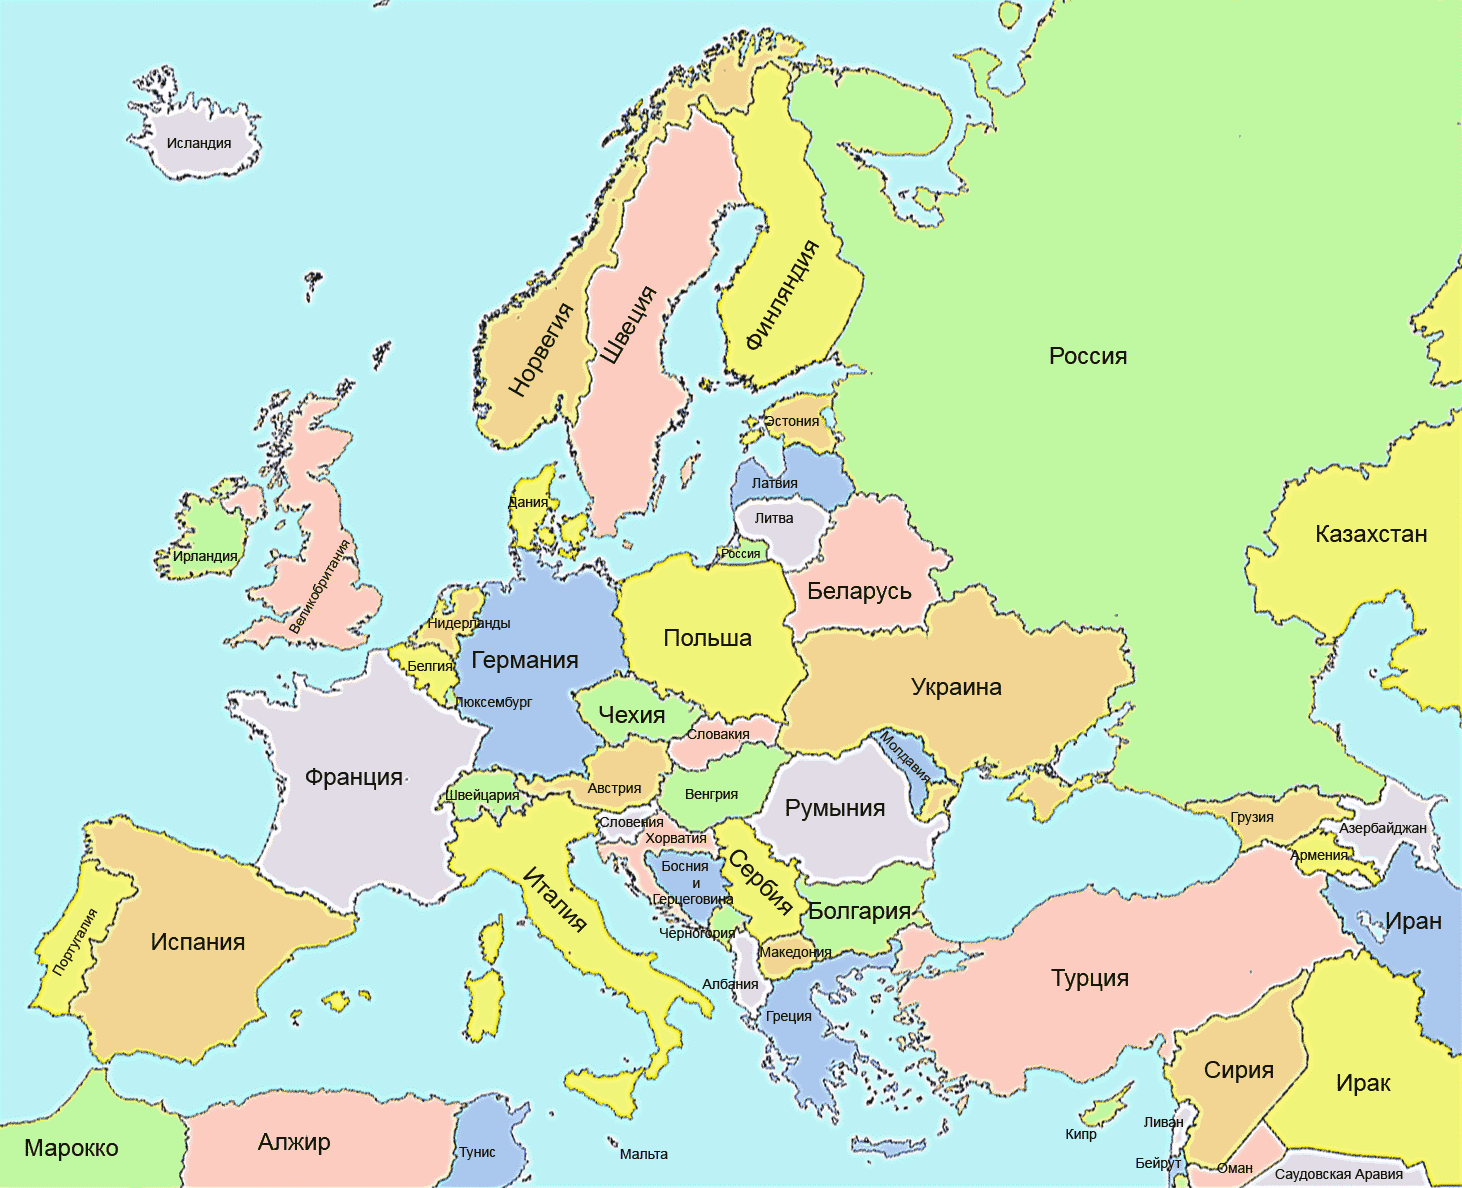 Исландия
Норвегия
Швеция
Финляндия
Россия
Эстония
Латвия
Литва
Россия
Дания
Ирландия
Великобритания
Казахстан
Беларусь
Нидерланды
Польша
Германия
Белгия
Люксембург
Украина
Чехия
Словакия
Молдавия
Франция
Швейцария
Австрия
Венгрия
Румыния
Словения
Хорватия
Грузия
Азербайджан
Армения
Босния
и
Герцеговина
Сербия
Италия
Болгария
Черногория
Иран
Португалия
Испания
Македония
Албания
Турция
Греция
Сирия
Ирак
Марокко
Алжир
Тунис
Мальта
Кипр
Ливан
Бейрут
Оман
Саудовская Аравия